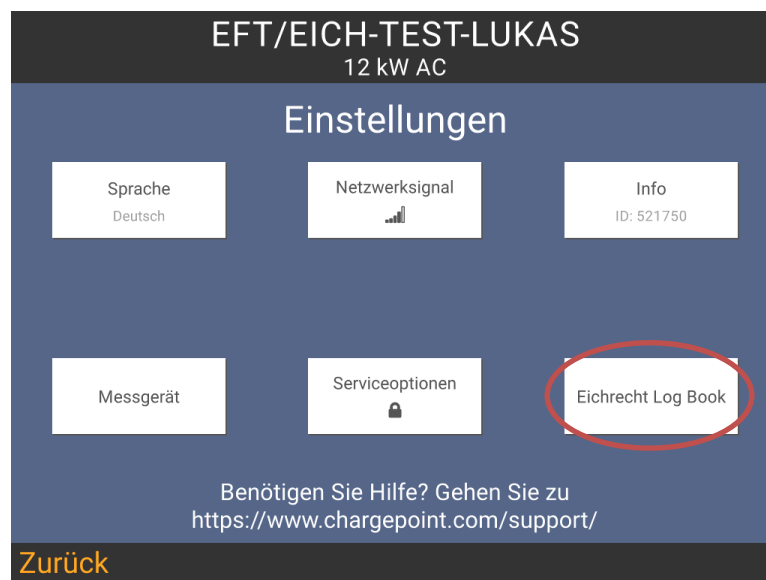 EFT/EICH-TEST-LUKAS
12 kW AC
Einstellungen
Sprache
Deutsch
Netzwerksignal
Info
ID: 521750
Messgerät
Serviceoptionen
Eichrecht Log Book
Benötigen Sie Hilfe? Gehen Sie zu
https://www.chargepoint.com/support/
Zurück